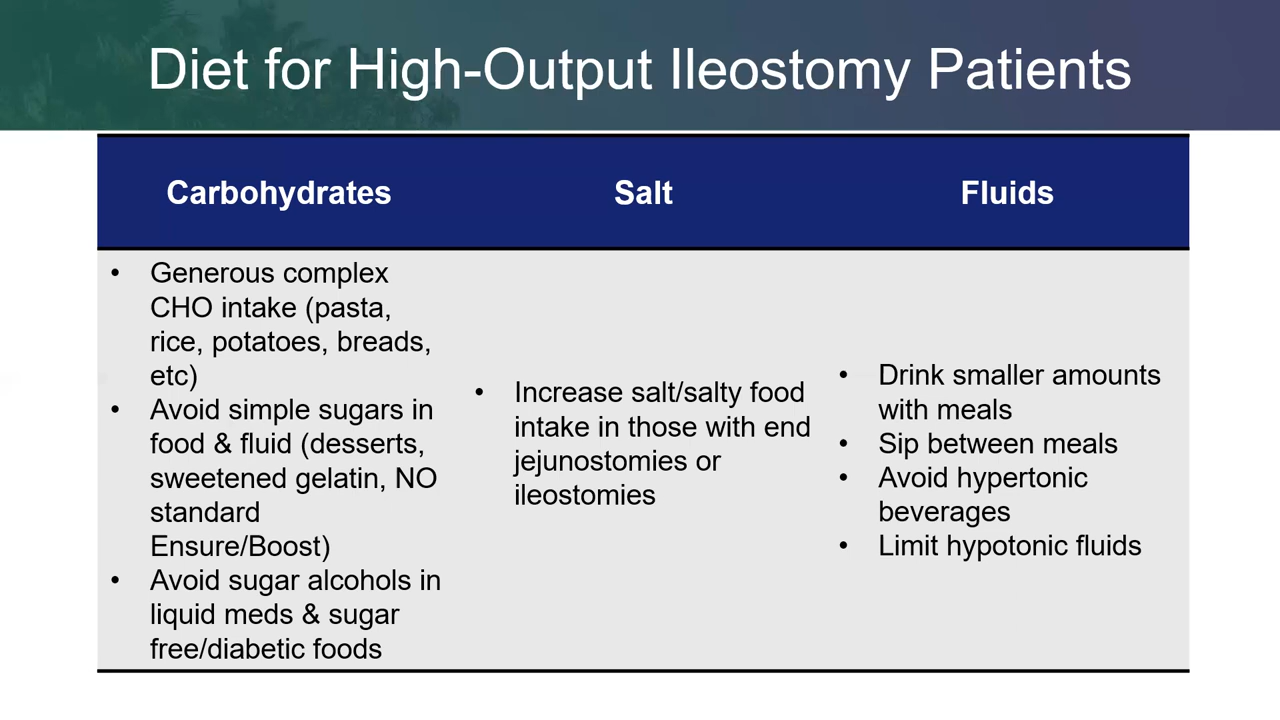 Diet for High-Output Ileostomy Patients
Carbohydrates
Salt
Fluids
• Generous complex
CHO intake (pasta,
rice, potatoes, breads,
etc)
• Avoid simple sugars in
food & fluid (desserts,
sweetened gelatin, NO
standard
Ensure/Boost)
• Avoid sugar alcohols in
liquid meds & sugar
free/diabetic foods
• Increase salt/salty food
intake in those with end
jejunostomies or
ileostomies
• Drink smaller amounts
with meals
• Sip between meals
• Avoid hypertonic
beverages
• Limit hypotonic fluids